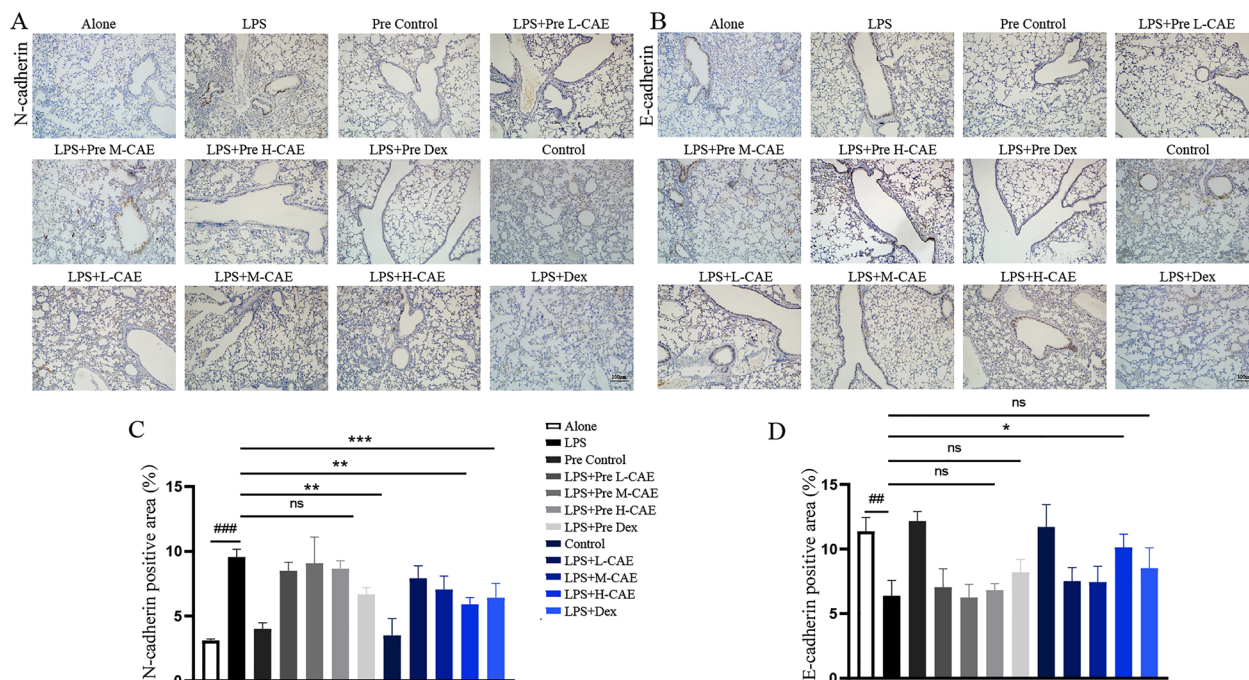 A
Alone
LPS
Pre Control
LPS+Pre L-CAE
N-cadherin
LPS+Pre M-CAE
LPS+Pre H-CAE
LPS+Pre Dex
Control
LPS+L-CAE
LPS+M-CAE
LPS+H-CAE
LPS+Dex
100μm
B
Alone
LPS
Pre Control
LPS+Pre L-CAE
E-cadherin
LPS+Pre M-CAE
LPS+Pre H-CAE
LPS+Pre Dex
Control
LPS+L-CAE
LPS+M-CAE
LPS+H-CAE
LPS+Dex
C
N-cadherin positive area (%)
15
10
5
0
###
ns
**
**
***
Alone
LPS
Pre Control
LPS+Pre L-CAE
LPS+Pre M-CAE
LPS+Pre H-CAE
LPS+Pre Dex
Control
LPS+L-CAE
LPS+M-CAE
LPS+H-CAE
LPS+Dex
D
E-cadherin positive area (%)
15
10
5
0
##
ns
ns
*
ns